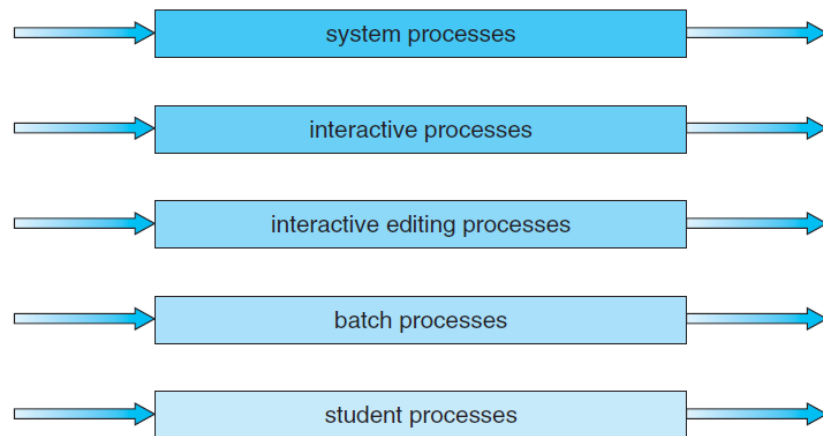 system processes
interactive processes
interactive editing processes
batch processes
student processes